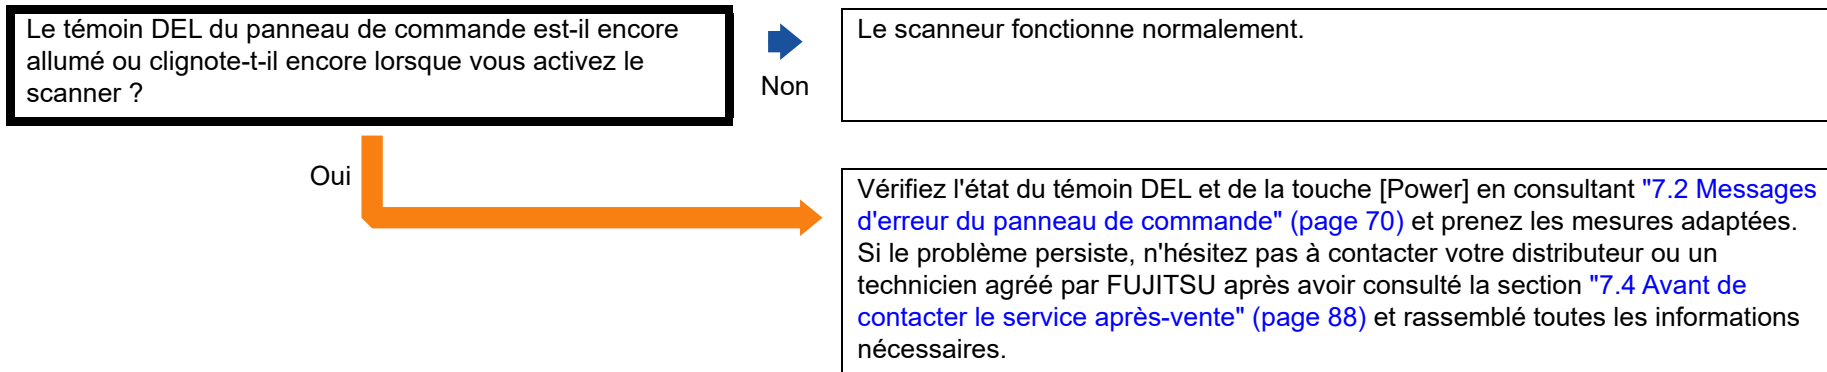 Le témoin DEL du panneau de commande est-il encore
allumé ou clignote-t-il encore lorsque vous activez le
scanner ?
Non
Le scanneur fonctionne normalement.
Oui
Vérifiez l'état du témoin DEL et de la touche [Power] en consultant "7.2 Messages
d'erreur du panneau de commande" (page 70) et prenez les mesures adaptées.
Si le problème persiste, n'hésitez pas à contacter votre distributeur ou un
technicien agréé par FUJITSU après avoir consulté la section "7.4 Avant de
contacter le service après-vente" (page 88) et rassemblé toutes les informations
nécessaires.